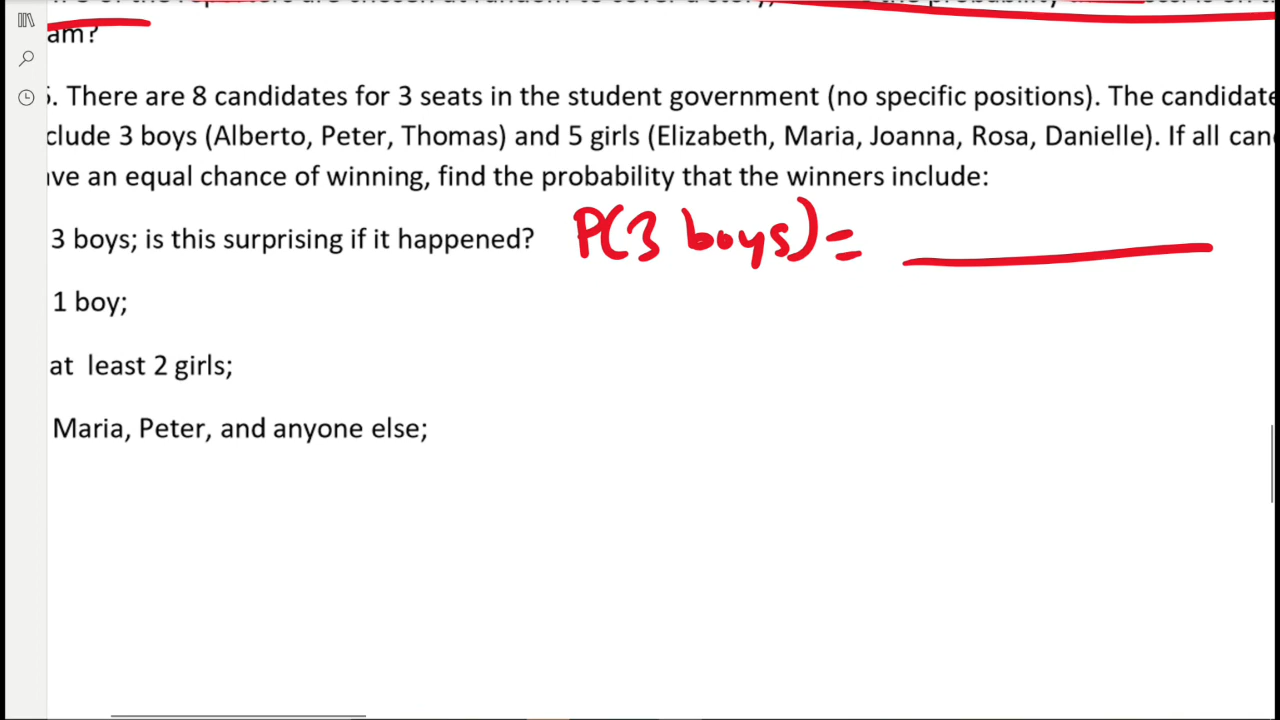 am?
5. There are 8 candidates for 3 seats in the student government (no specific positions). The candidate
clude 3 boys (Alberto, Peter, Thomas) and 5 girls (Elizabeth, Maria, Joanna, Rosa, Danielle). If all can
ve an equal chance of winning, find the probability that the winners include:
3 boys; is this surprising if it happened? P(3 boys)=
1 boy;
at least 2 girls;
Maria, Peter, and anyone else;